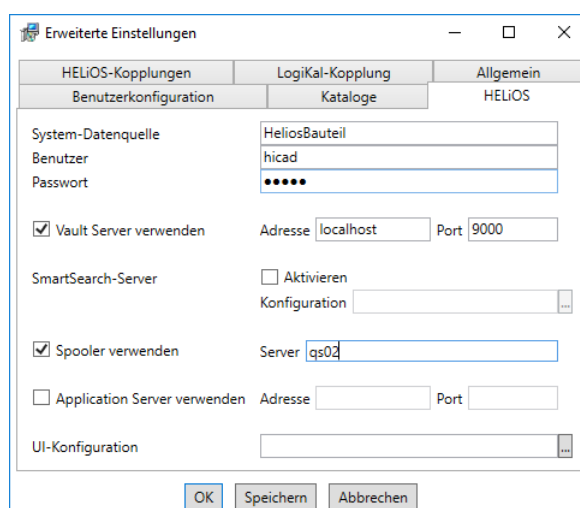 Erweiterte Einstellungen
HELiOS-Kopplungen LogiKal-Kopplung Allgemein
Benutzerkonfiguration Kataloge HELiOS
System-Datenquelle HeliosBauteil
Benutzer hicad
Passwort ●●●●●
Vault Server verwenden Adresse localhost Port 9000
SmartSearch-Server Aktivieren
Konfiguration ...
Spooler verwenden Server qs02
Application Server verwenden Adresse Port
UI-Konfiguration ...
OK Speichern Abbrechen